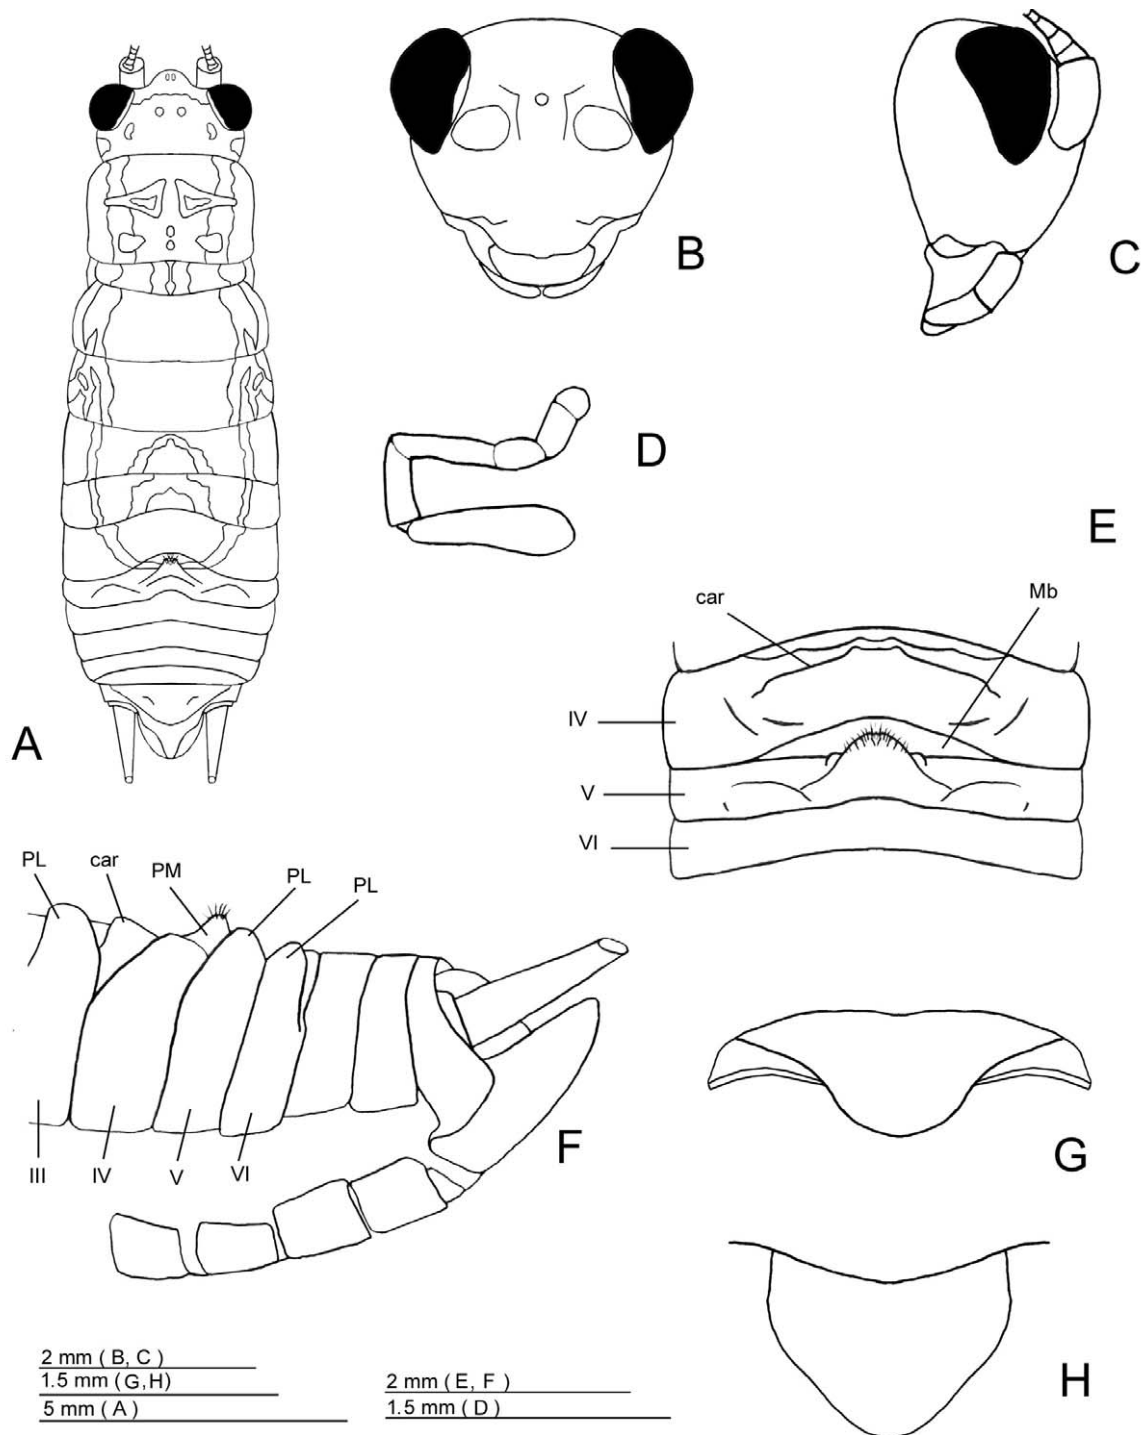 A
B
C
D
E
car
Mb
IV
V
VI
PL
car
PM
PL
PL
III
IV
V
VI
F
G
H
2 mm ( B, C )
1.5 mm (G,H)
5 mm ( A )
2 mm ( E, F )
1.5 mm ( D )